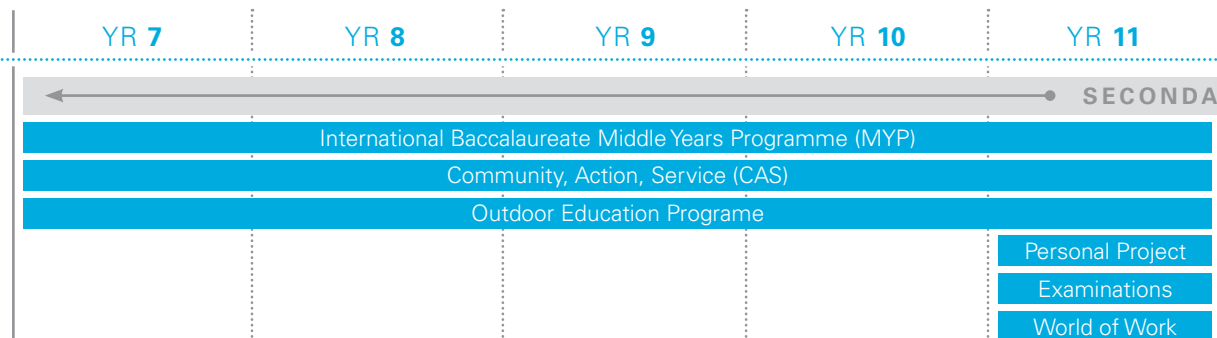 YR 7 YR 8 YR 9 YR 10 YR 11
SECONDA
International Baccalaureate Middle Years Programme (MYP)
Community, Action, Service (CAS)
Outdoor Education Programe
Personal Project
Examinations
World of Work